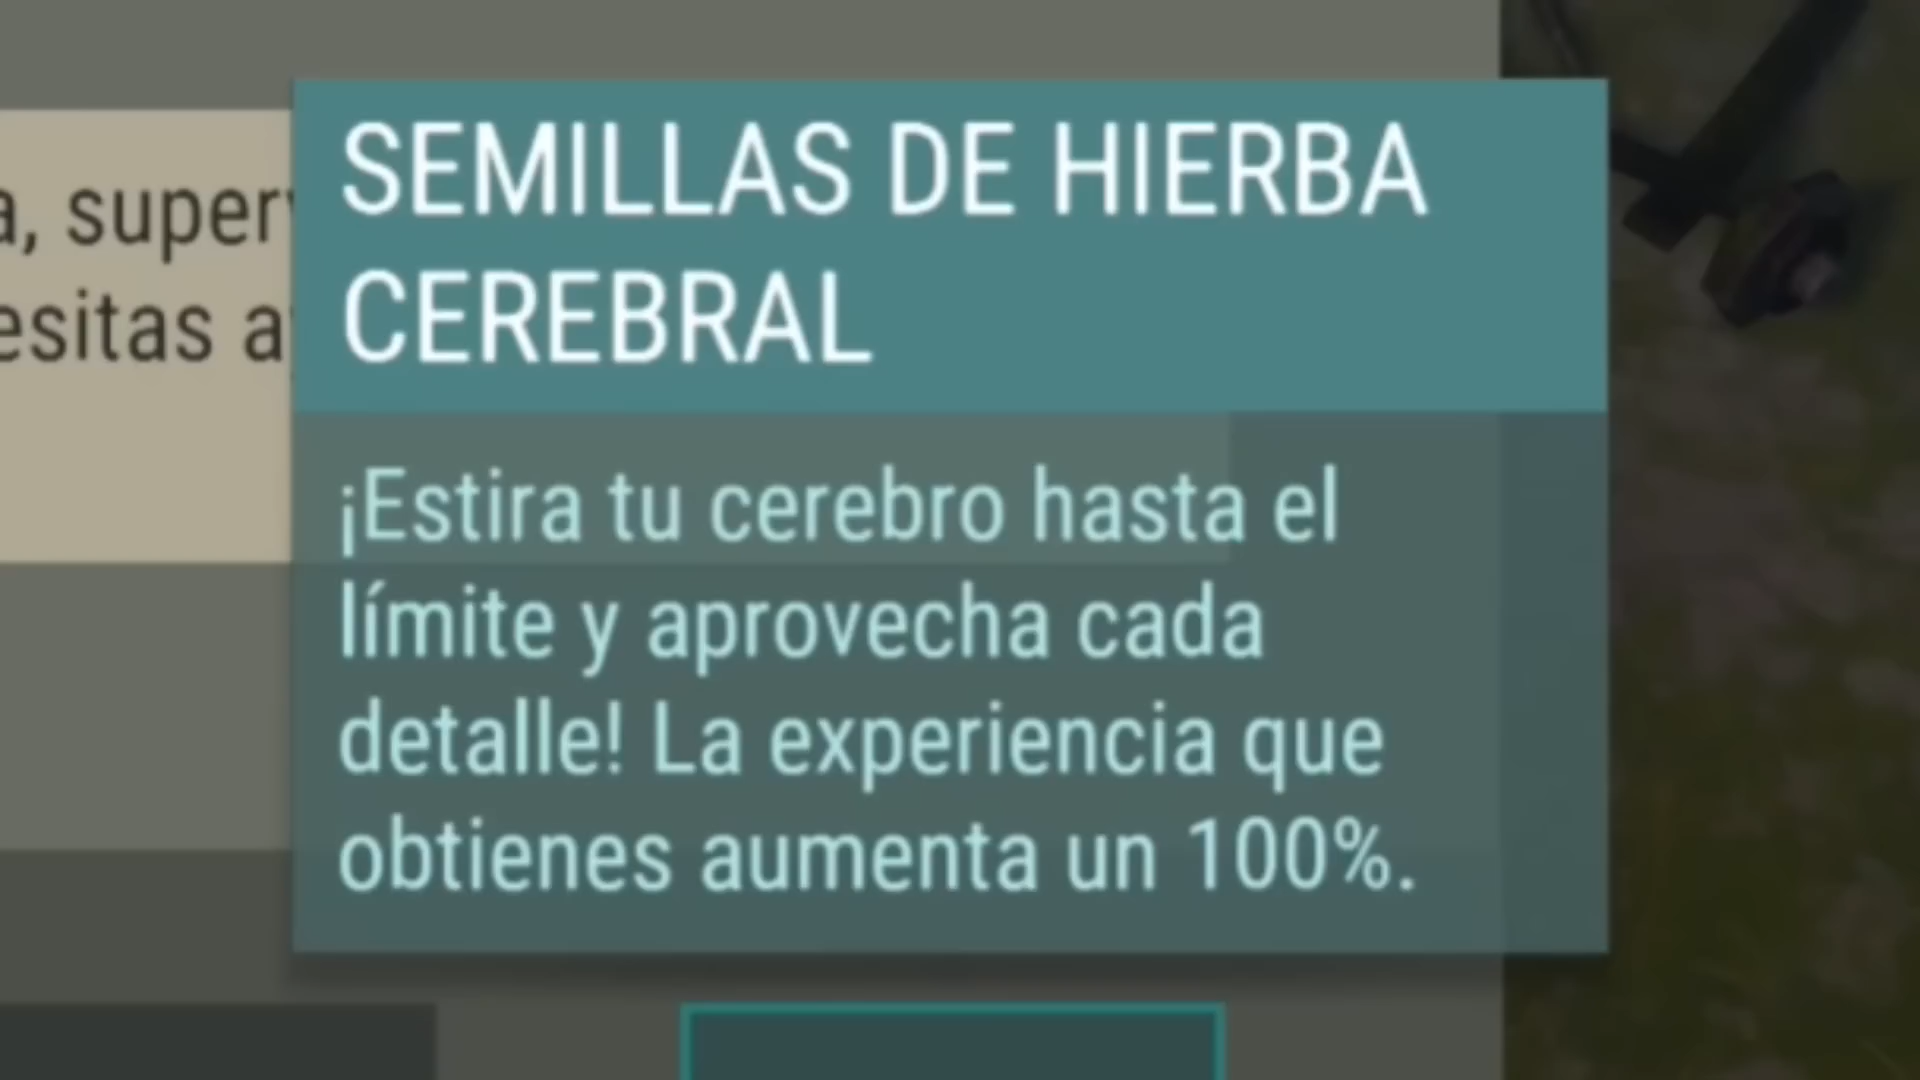 SEMILLAS DE HIERBA
CEREBRAL
¡Estira tu cerebro hasta el
límite y aprovecha cada
detalle! La experiencia que
obtienes aumenta un 100%.